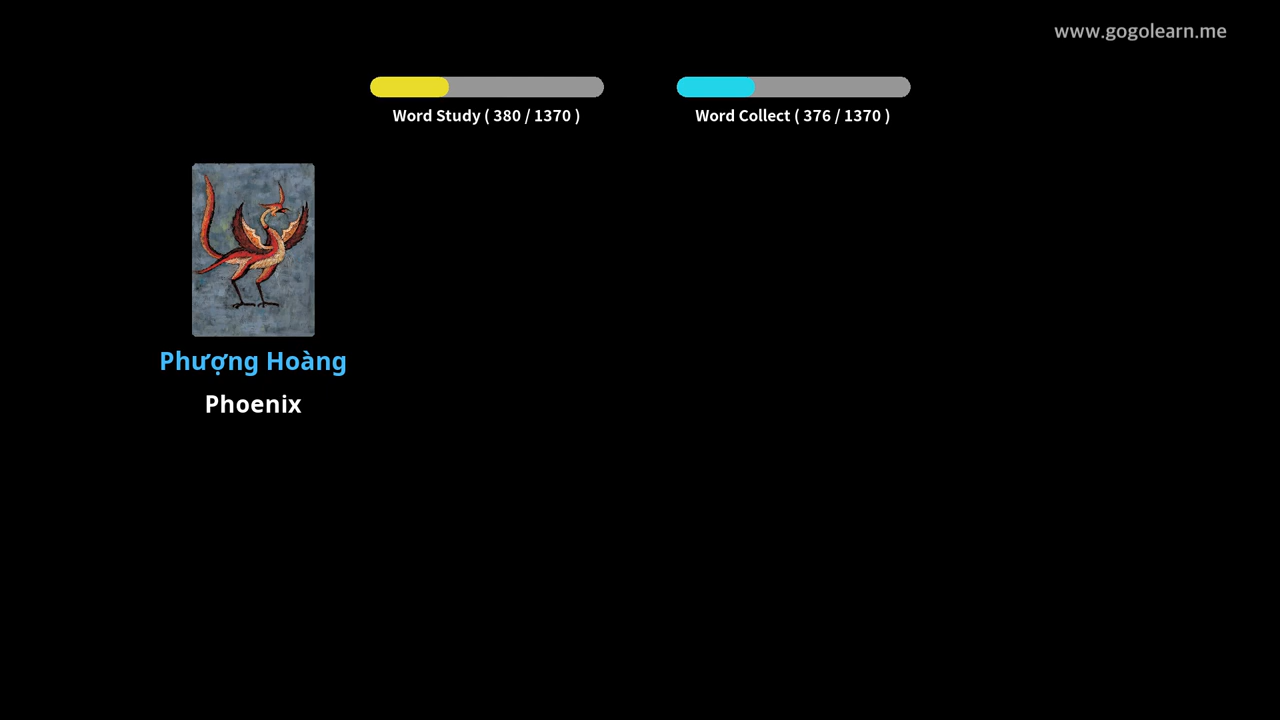 www.gogolearn.me
Word Study ( 380 / 1370 )
Word Collect ( 376 / 1370 )
Phượng Hoàng
Phoenix